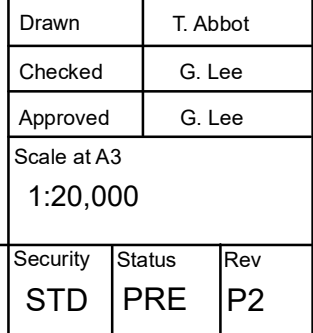 Drawn T. Abbot
Checked G. Lee
Approved G. Lee
Scale at A3
1:20,000
Security Status Rev
STD PRE P2